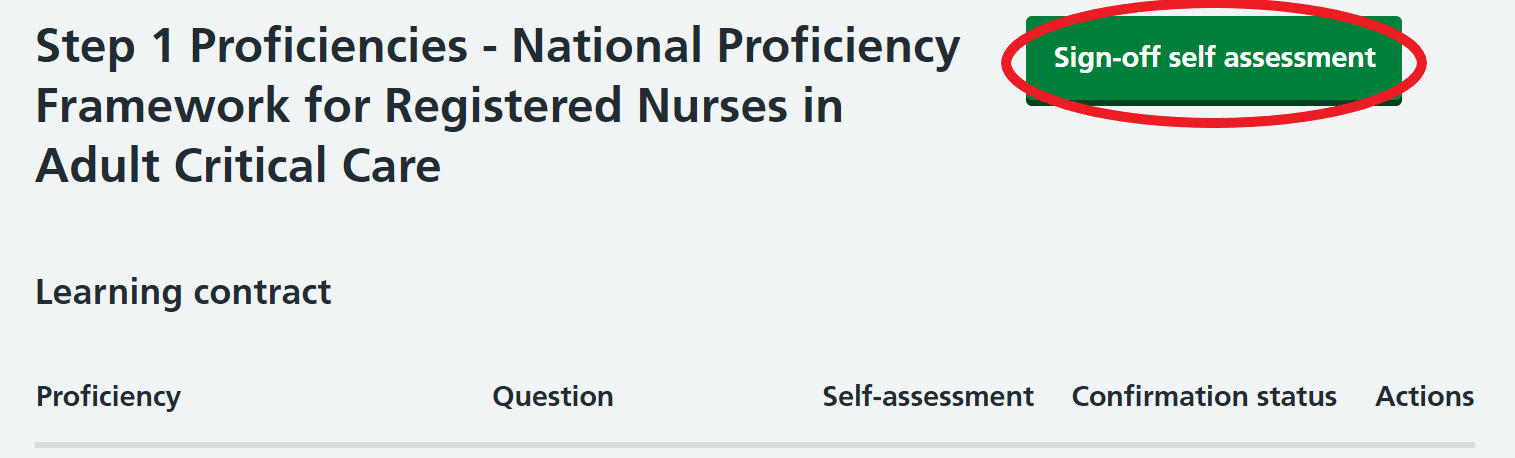 Step 1 Proficiencies - National Proficiency
Framework for Registered Nurses in
Adult Critical Care
Sign-off self assessment
Learning contract
Proficiency Question Self-assessment Confirmation status Actions